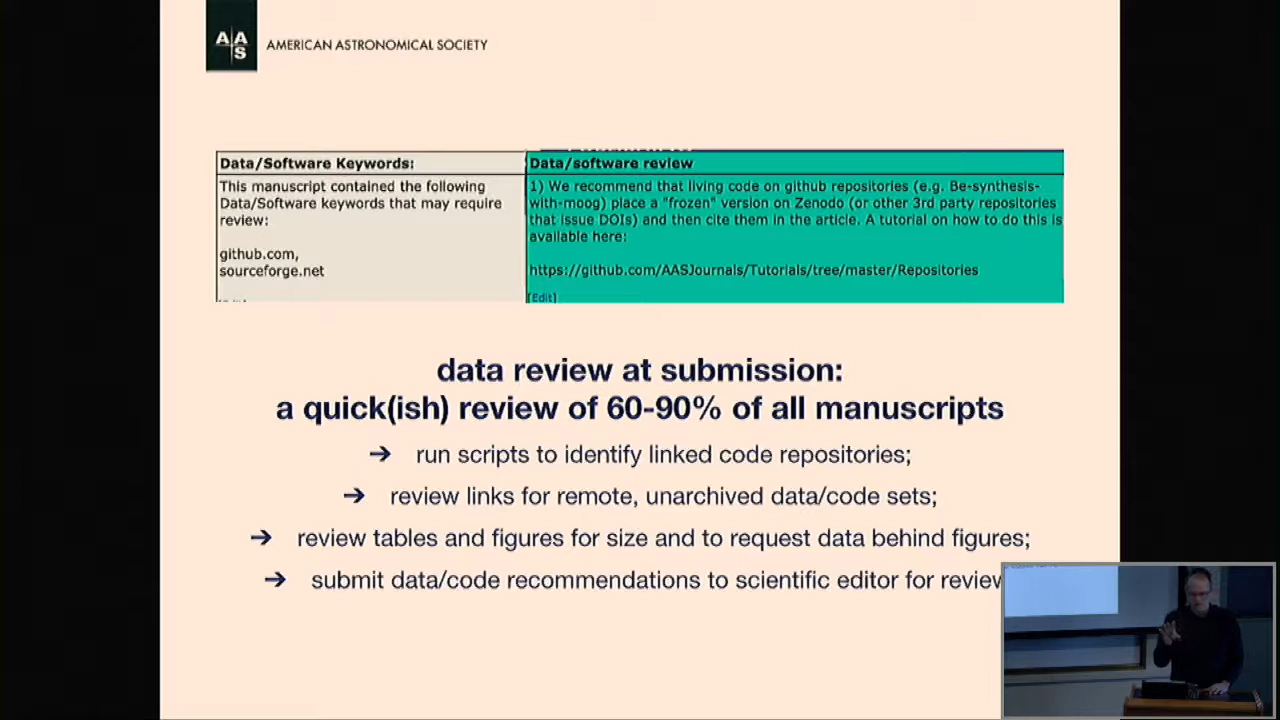 AAS
AMERICAN ASTRONOMICAL SOCIETY
Data/Software Keywords:
This manuscript contained the following
Data/Software keywords that may require
review:
github.com,
sourceforge.net
Data/software review
1) We recommend that living code on github repositories (e.g. Be-synthesis-
with-moog) place a "frozen" version on Zenodo (or other 3rd party repositories
that issue DOIs) and then cite them in the article. A tutorial on how to do this is
available here:
https://github.com/AASJournals/Tutorials/tree/master/Repositories
[Edit]
data review at submission:
a quick(ish) review of 60-90% of all manuscripts
➔ run scripts to identify linked code repositories;
➔ review links for remote, unarchived data/code sets;
➔ review tables and figures for size and to request data behind figures;
➔ submit data/code recommendations to scientific editor for review